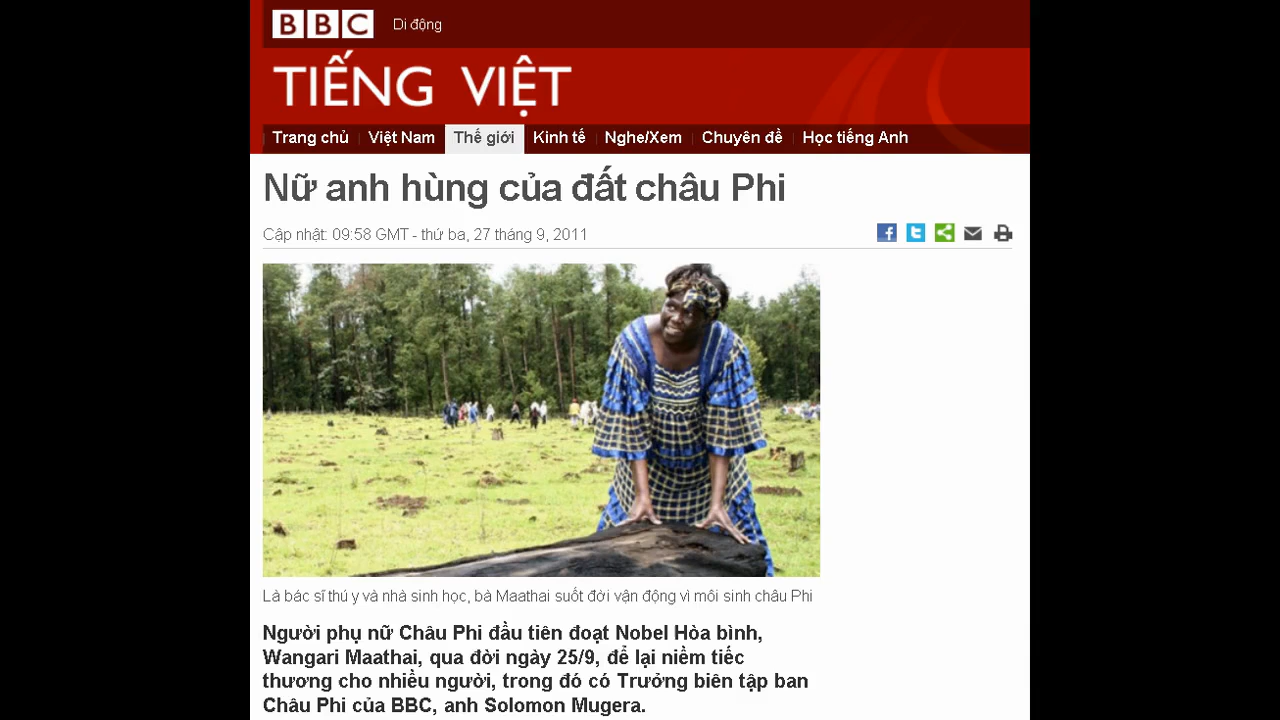 BBC Di động
TIẾNG VIỆT
Trang chủ Việt Nam Thế giới Kinh tế Nghe/Xem Chuyên đề Học tiếng Anh
Nữ anh hùng của đất châu Phi
Cập nhật: 09:58 GMT - thứ ba, 27 tháng 9, 2011
Là bác sĩ thú y và nhà sinh học, bà Maathai suốt đời vận động vì môi sinh châu Phi
Người phụ nữ Châu Phi đầu tiên đoạt Nobel Hòa bình,
Wangari Maathai, qua đời ngày 25/9, để lại niềm tiếc
thương cho nhiều người, trong đó có Trưởng biên tập ban
Châu Phi của BBC, anh Solomon Mugera.